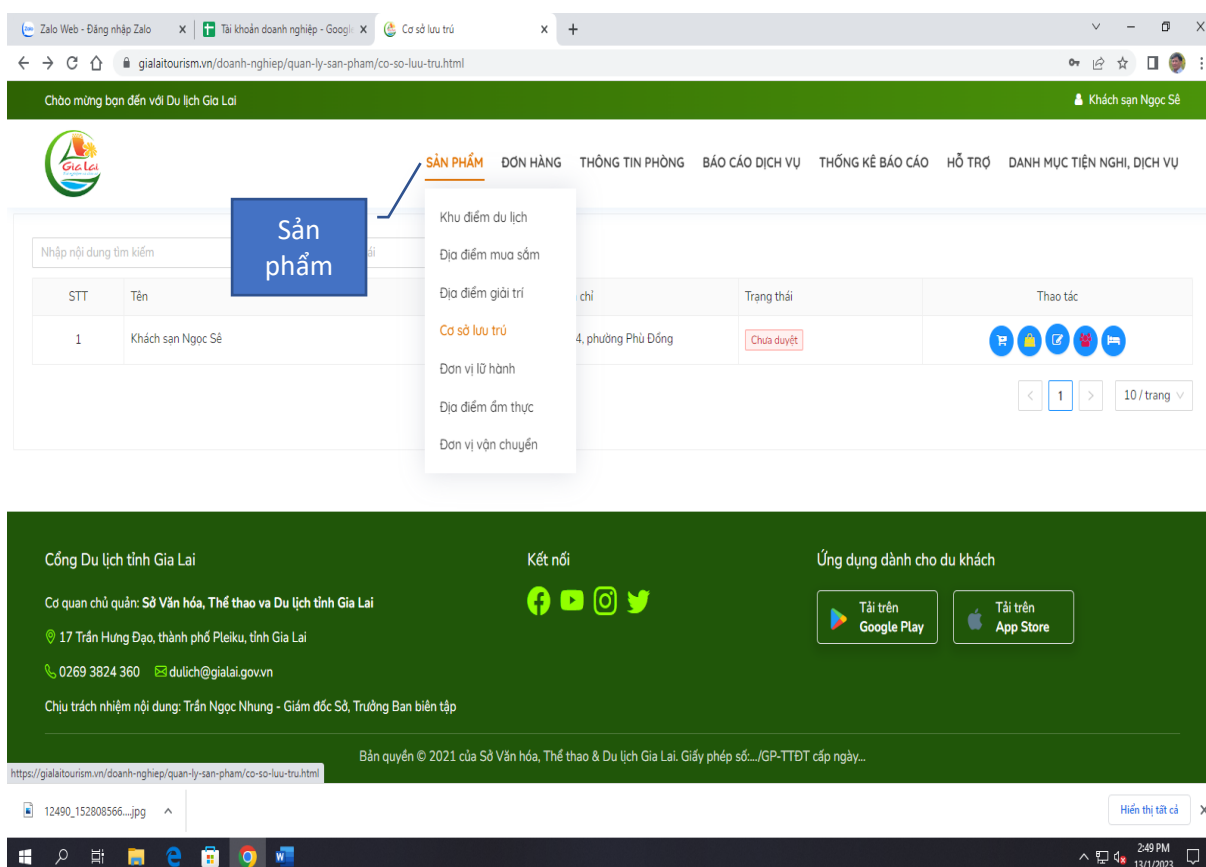 Zalo Web - Đăng nhập Zalo
Tài khoản doanh nghiệp - Googl
Cơ sở lưu trú
gialaitourism.vn/doanh-nghiep/quan-ly-san-pham/co-so-luu-tru.html
Chào mừng bạn đến với Du lịch Gia Lai
Khách sạn Ngọc Sê
Gia Lai
SẢN PHẨM ĐƠN HÀNG THÔNG TIN PHÒNG BÁO CÁO DỊCH VỤ THỐNG KÊ BÁO CÁO HỖ TRỢ DANH MỤC TIỆN NGHI, DỊCH VỤ
Sản
phẩm
Khu điểm du lịch
Địa điểm mua sắm
Địa điểm giải trí
Cơ sở lưu trú
Đơn vị lữ hành
Địa điểm ẩm thực
Đơn vị vận chuyển
Nhập nội dung tìm kiếm ái
STT Tên chỉ Trạng thái Thao tác
1 Khách sạn Ngọc Sê 4, phường Phù Đổng Chưa duyệt
1 10 / trang
Cổng Du lịch tỉnh Gia Lai
Cơ quan chủ quản: Sở Văn hóa, Thể thao va Du lịch tỉnh Gia Lai
17 Trần Hưng Đạo, thành phố Pleiku, tỉnh Gia Lai
0269 3824 360 dulich@gialai.gov.vn
Chịu trách nhiệm nội dung: Trần Ngọc Nhung - Giám đốc Sở, Trưởng Ban biên tập
Kết nối
Ứng dụng dành cho du khách
Tải trên
Google Play
Tải trên
App Store
Bản quyền © 2021 của Sở Văn hóa, Thể thao & Du lịch Gia Lai. Giấy phép số:.../GP-TTĐT cấp ngày...
https://gialaitourism.vn/doanh-nghiep/quan-ly-san-pham/co-so-luu-tru.html
12490_152808566....jpg
Hiển thị tất cả
2:49 PM
13/1/2023